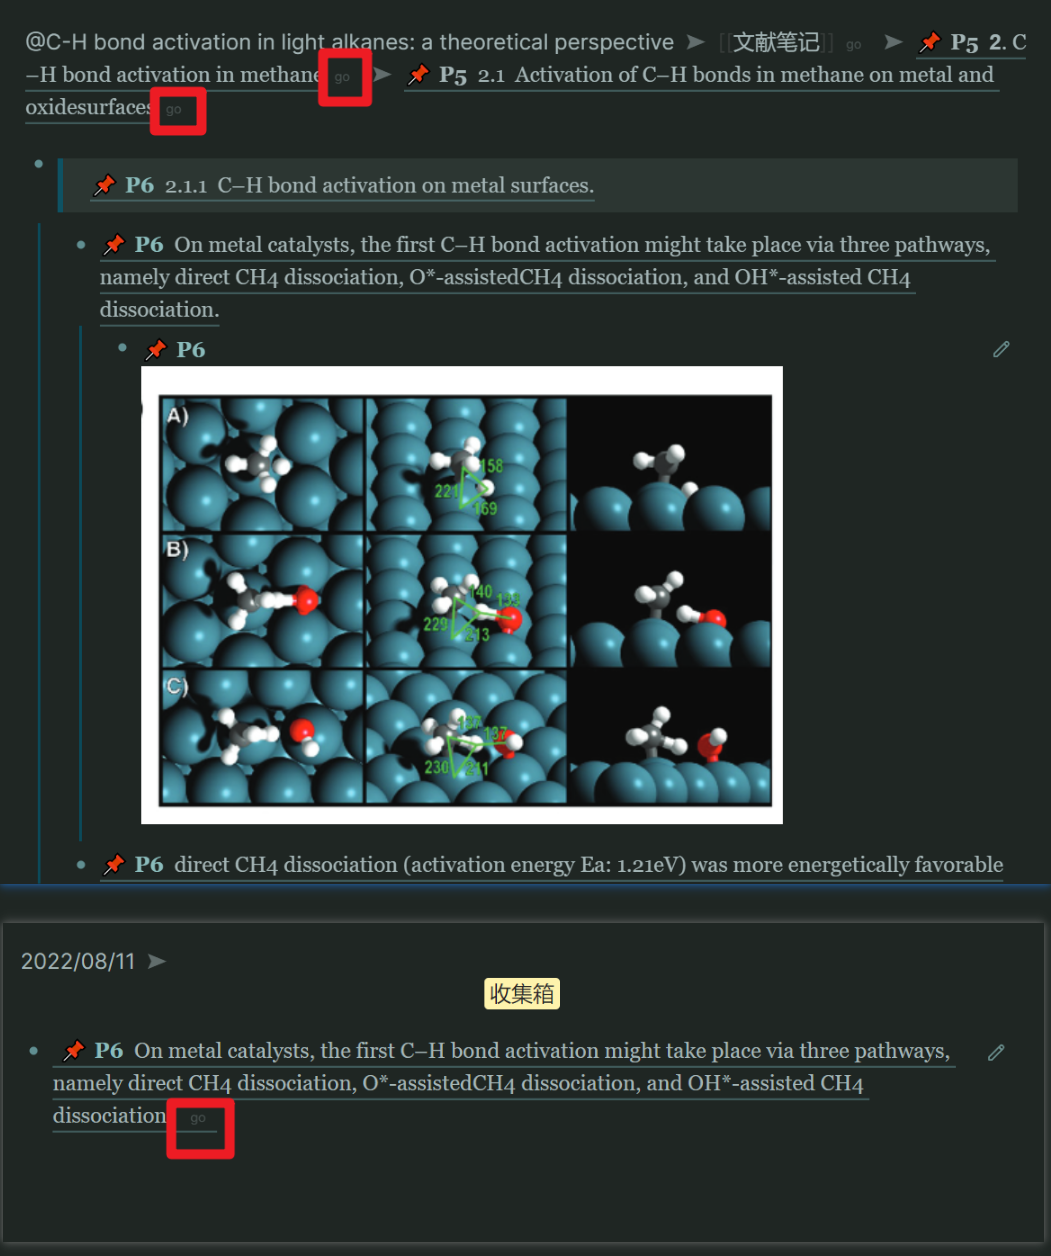 @C-H bond activation in light alkanes: a theoretical perspective ➤ [[文献笔记]] go ➤ 📌 P5 2. C
–H bond activation in methane go ➤ 📌 P5 2.1 Activation of C–H bonds in methane on metal and
oxidesurfaces go
📌 P6 2.1.1 C–H bond activation on metal surfaces.
📌 P6 On metal catalysts, the first C–H bond activation might take place via three pathways,
namely direct CH4 dissociation, O*-assistedCH4 dissociation, and OH*-assisted CH4
dissociation.
📌 P6
A)
158
221
169
B)
140
133
229
213
C)
137
137
230
211
📌 P6 direct CH4 dissociation (activation energy Ea: 1.21eV) was more energetically favorable
2022/08/11 ➤
收集箱
📌 P6 On metal catalysts, the first C–H bond activation might take place via three pathways,
namely direct CH4 dissociation, O*-assistedCH4 dissociation, and OH*-assisted CH4
dissociation go